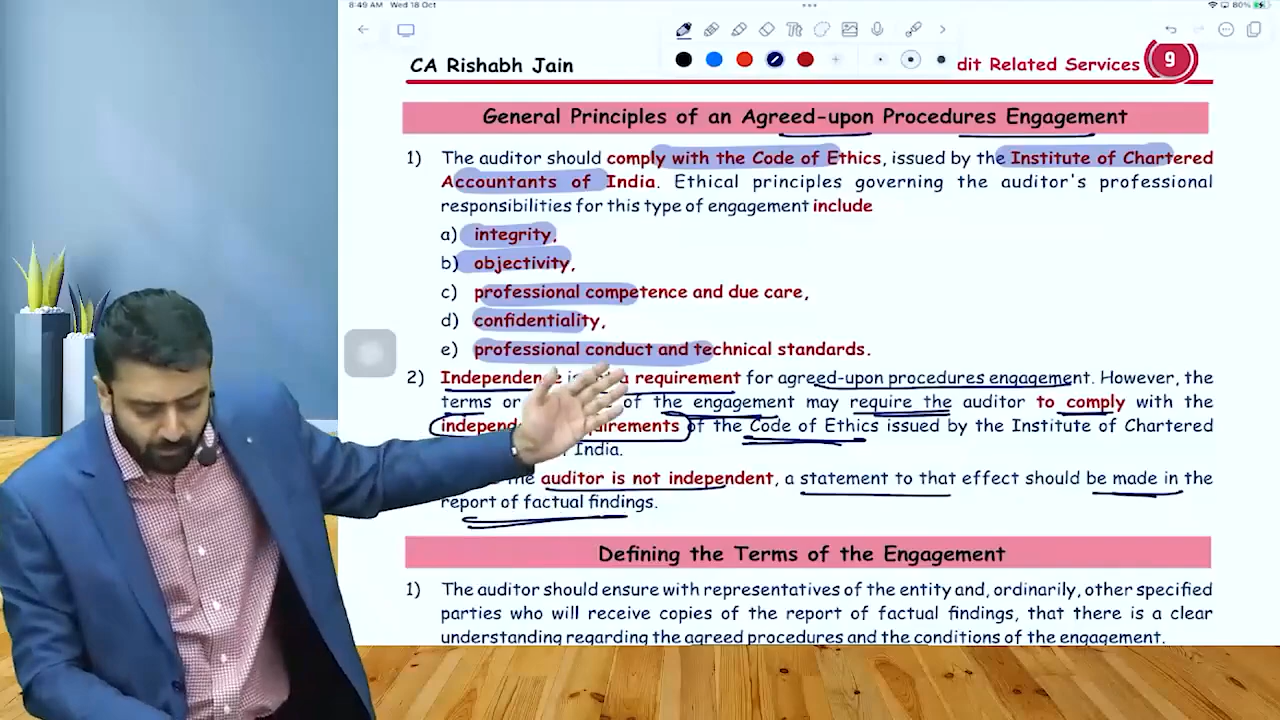 8:49 AM Wed 18 Oct
80%
CA Rishabh Jain
dit Related Services 9
General Principles of an Agreed-upon Procedures Engagement
1) The auditor should comply with the Code of Ethics, issued by the Institute of Chartered
Accountants of India. Ethical principles governing the auditor's professional
responsibilities for this type of engagement include
a) integrity,
b) objectivity,
c) professional competence and due care,
d) confidentiality,
e) professional conduct and technical standards.
2) Independence requirement for agreed-upon procedures engagement. However, the
terms or of the engagement may require the auditor to comply with the
of the Code of Ethics issued by the Institute of Chartered
India.
auditor is not independent, a statement to that effect should be made in the
report of factual findings.
Defining the Terms of the Engagement
1) The auditor should ensure with representatives of the entity and, ordinarily, other specified
parties who will receive copies of the report of factual findings, that there is a clear
understanding regarding the agreed procedures and the conditions of the engagement.